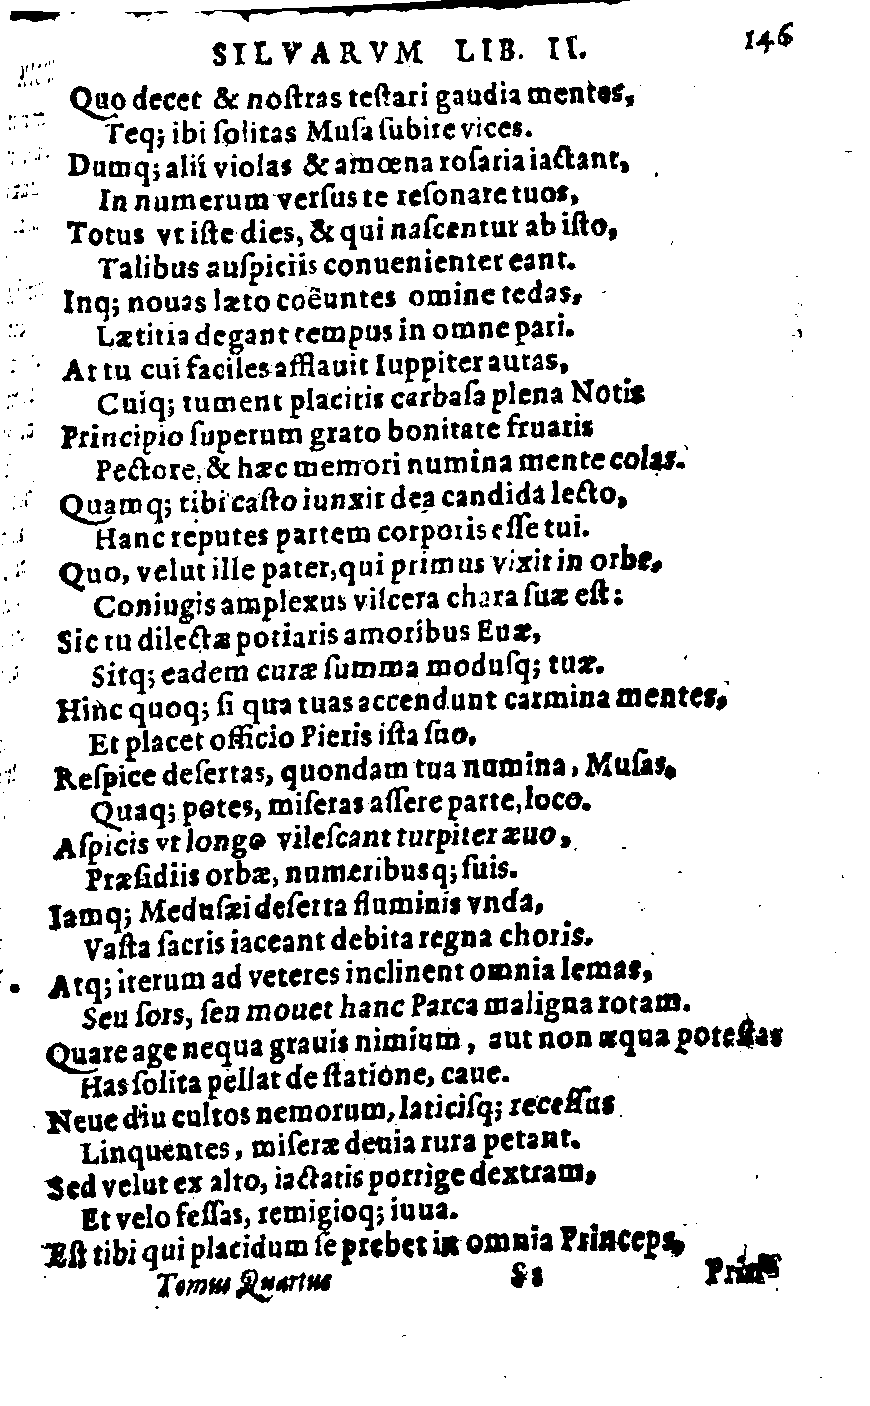 SILVARVM LIB. II. 146
Quo decet & noſtras teſtari gaudia mentes,
Teq; ibi ſolitas Muſa ſubire vices.
Dumq; alii violas & amœna roſaria iactant,
In numerum verſus te reſonare tuos,
Totus vt iſte dies, & qui naſcentur ab iſto,
Talibus auſpiciis conuenienter eant.
Inq; nouas læto coëuntes omine tedas,
Lætitia degant tempus in omne pari.
At tu cui faciles afflauit Iuppiter auras,
Cuiq; tument placitis carbaſa plena Notis
Principio ſuperum grato bonitate fruaris
Pectore, & hæc memori numina mente colas.
Quamq; tibi caſto iunxit dea candida lecto,
Hanc reputes partem corporis eſſe tui.
Quo, velut ille pater, qui primus vixit in orbe,
Coniugis amplexus viſcera chara ſuæ eſt:
Sic tu dilectæ potiaris amoribus Euæ,
Sitq; eadem curæ ſumma moduſq; tuæ.
Hinc quoq; ſi qua tuas accendunt carmina mentes,
Et placet officio Pieris iſta ſuo,
Reſpice deſertas, quondam tua numina, Muſas,
Quaq; potes, miſeras aſſere parte, loco.
Aſpicis vt longo vileſcant turpiter æuo,
Præſidiis orbæ, numeribusq; ſuis.
Iamq; Meduſæi deſerta fluminis vnda,
Vaſta ſacris iaceant debita regna choris.
Atq; iterum ad veteres inclinent omnia lemas,
Seu ſors, ſeu mouet hanc Parca maligna rotam.
Quare age nequa grauis nimium, aut non æqua poteſtas
Has ſolita pellat de ſtatione, caue.
Neue diu cultos nemorum, laticiſq; receſſus
Linquentes, miſeræ deuia rura petant.
Sed velut ex alto, iactatis porrige dextram,
Et velo feſſas, remigioq; iuua.
Eſt tibi qui placidum ſe prebet in omnia Princeps,
Tomus Quartus Ss Prin-